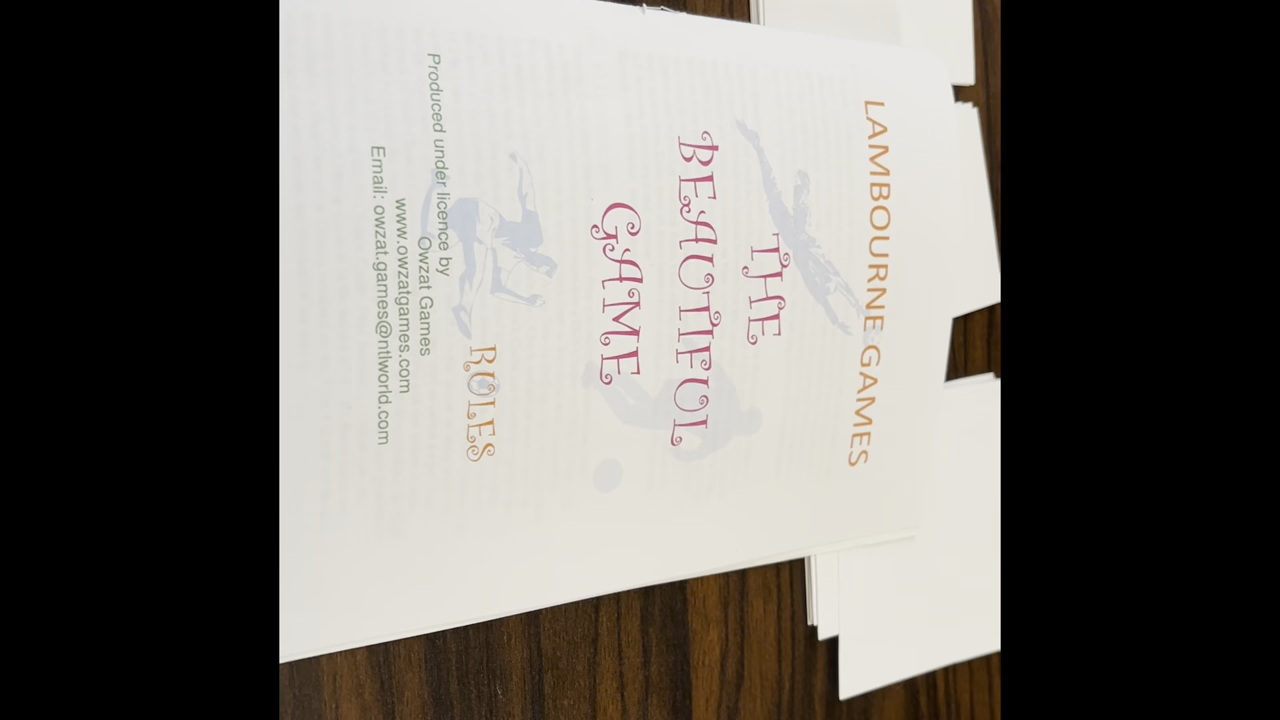 LAMBOURNE GAMES
THE
BEAUTIFUL
GAME
RULES
Produced under licence by
Owzat Games
www.owzatgames.com
Email: owzat.games@ntlworld.com